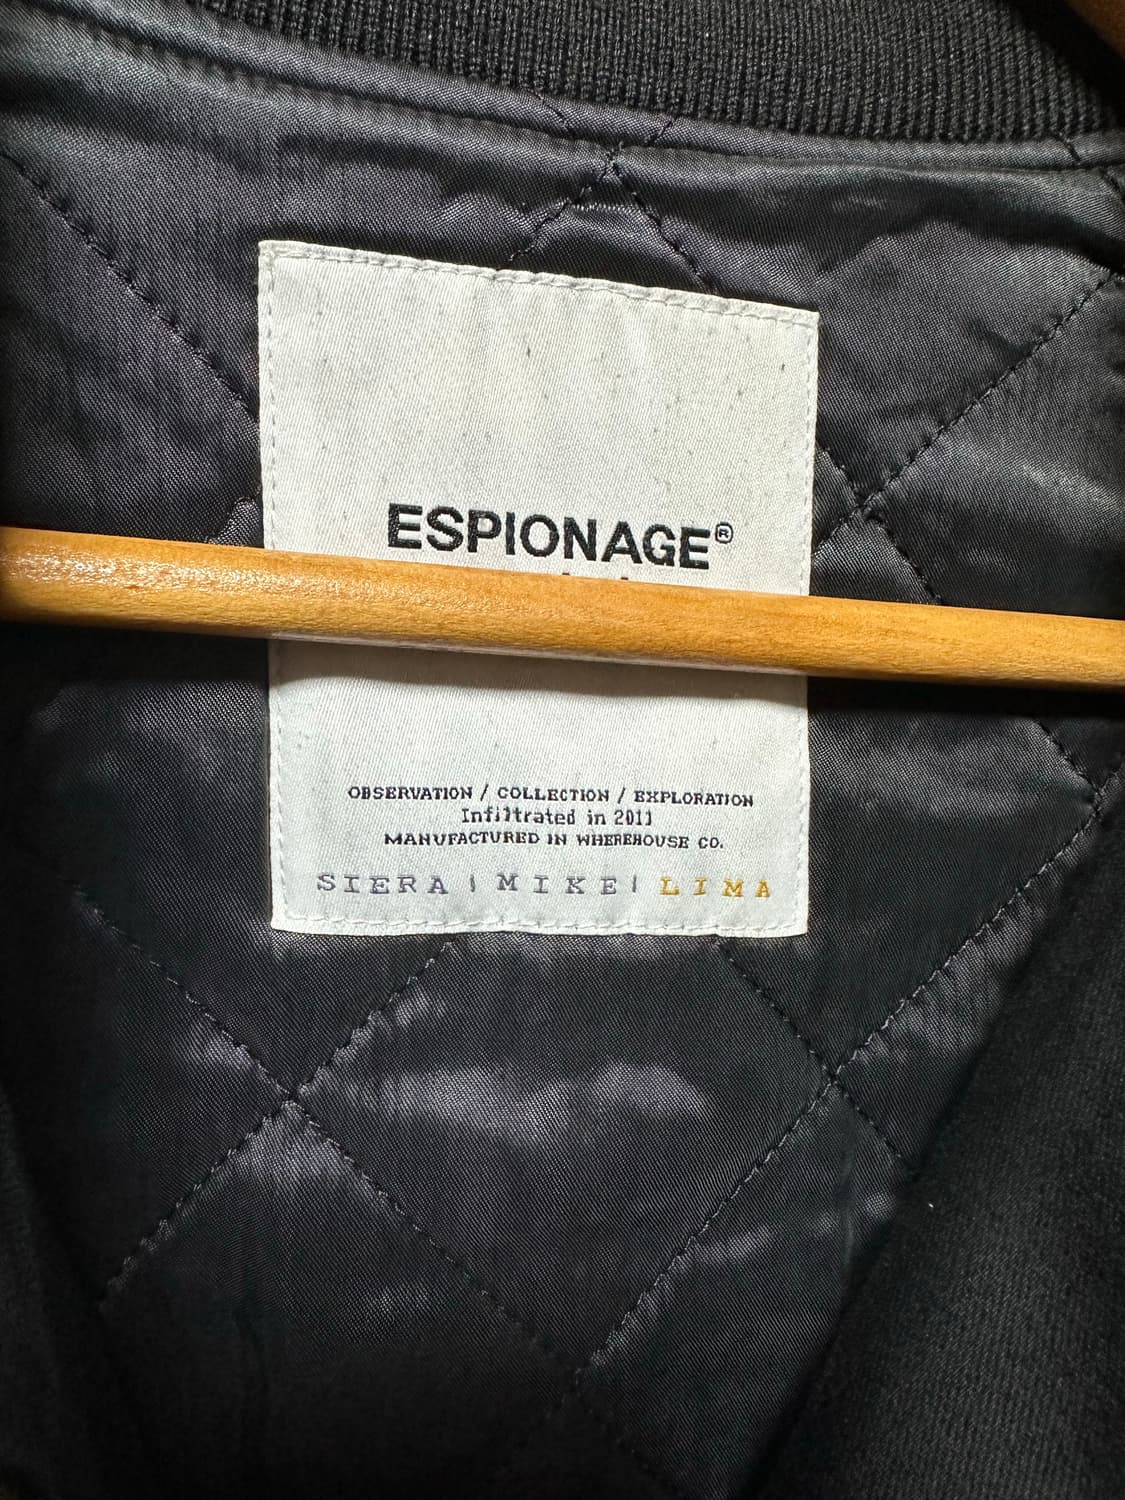 ESPIONAGE®
OBSERVATION / COLLECTION / EXPLORATION
Infiltrated in 2011
MANUFACTURED IN WHEREHOUSE CO.
SIERA | MIKE | LIMA